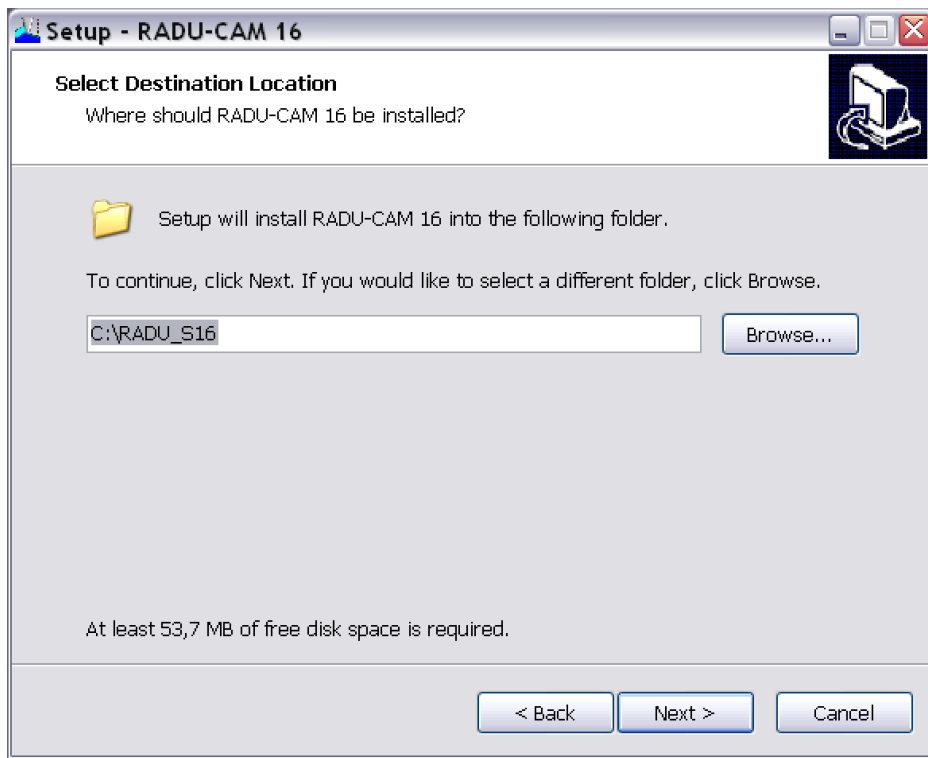 Setup - RADU-CAM 16
Select Destination Location
Where should RADU-CAM 16 be installed?
Setup will install RADU-CAM 16 into the following folder.
To continue, click Next. If you would like to select a different folder, click Browse.
C:\RADU_S16
Browse...
At least 53,7 MB of free disk space is required.
< Back
Next >
Cancel